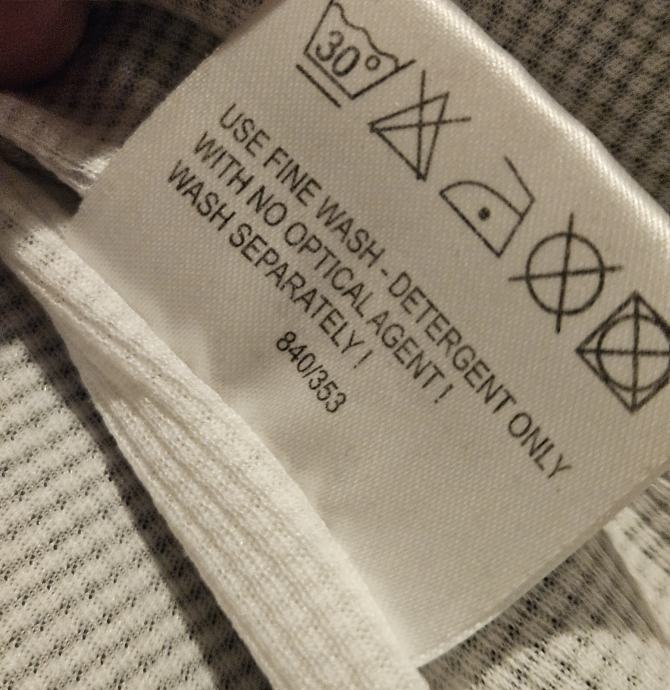 30°
USE FINE WASH - DETERGENT ONLY
WITH NO OPTICAL AGENT !
WASH SEPARATELY !
840/353